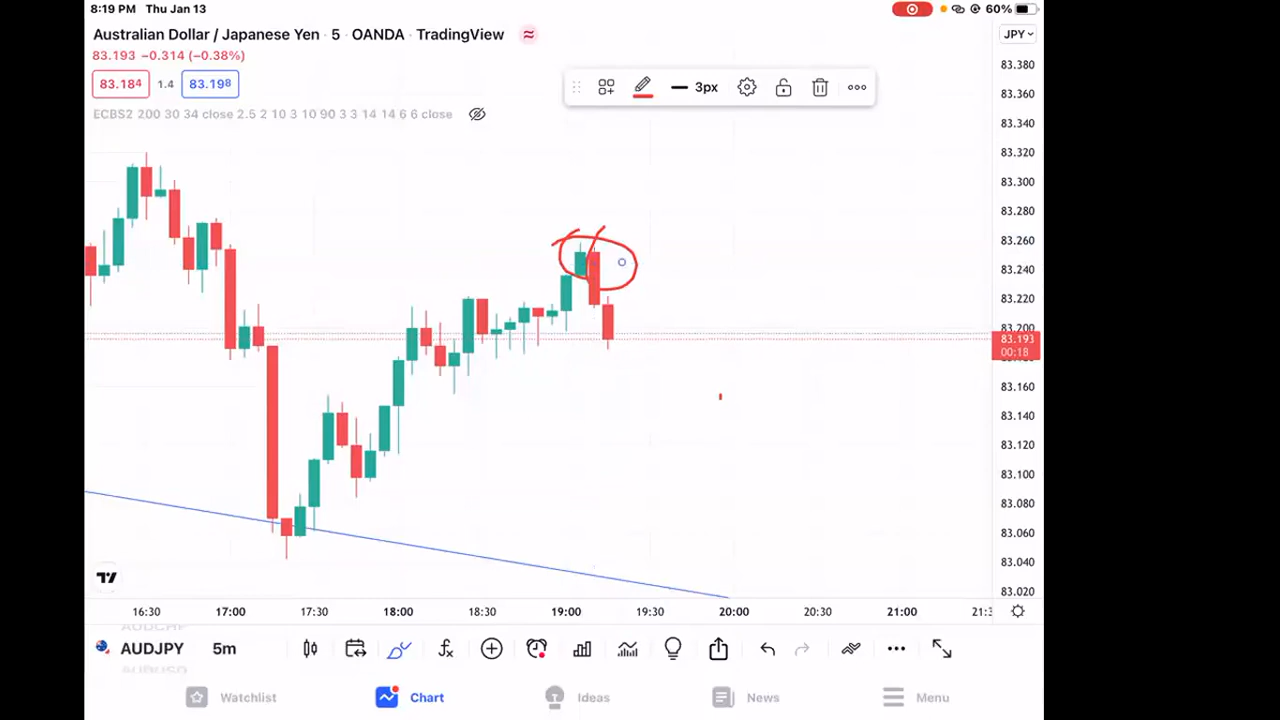 8:19 PM Thu Jan 13
60%
Australian Dollar / Japanese Yen · 5 · OANDA · TradingView
JPY
83.193 −0.314 (−0.38%)
83.184 1.4 83.198
3px
ECBS2 200 30 34 close 2.5 2 10 3 10 90 3 3 14 14 6 6 close
83.380
83.360
83.340
83.320
83.300
83.280
83.260
83.240
83.220
83.200
83.193
00:18
83.160
83.140
83.120
83.100
83.080
83.060
83.040
83.020
16:30 17:00 17:30 18:00 18:30 19:00 19:30 20:00 20:30 21:00
AUDJPY 5m
AUDUSD
Watchlist Chart Ideas News Menu